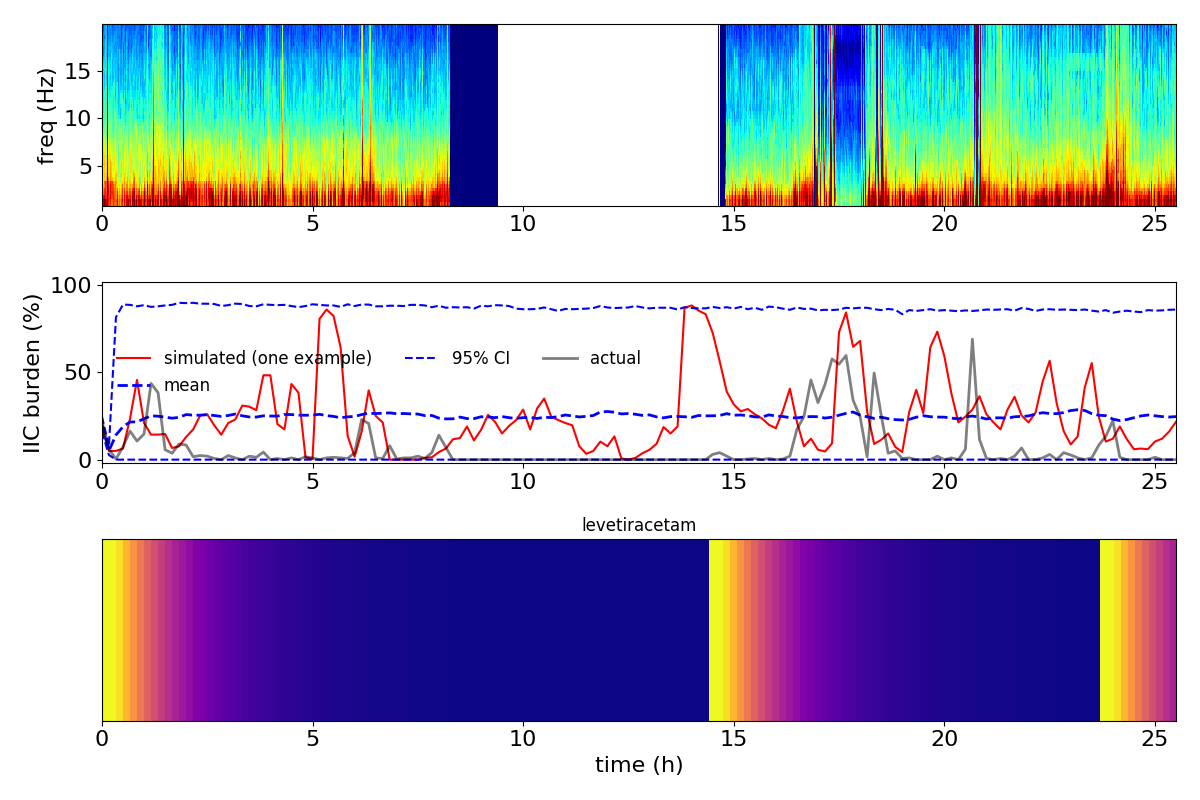 freq (Hz)
15
10
5
0 5 10 15 20 25
IIC burden (%)
100
50
0
simulated (one example) 95% CI actual
mean
0 5 10 15 20 25
levetiracetam
0 5 10 15 20 25
time (h)